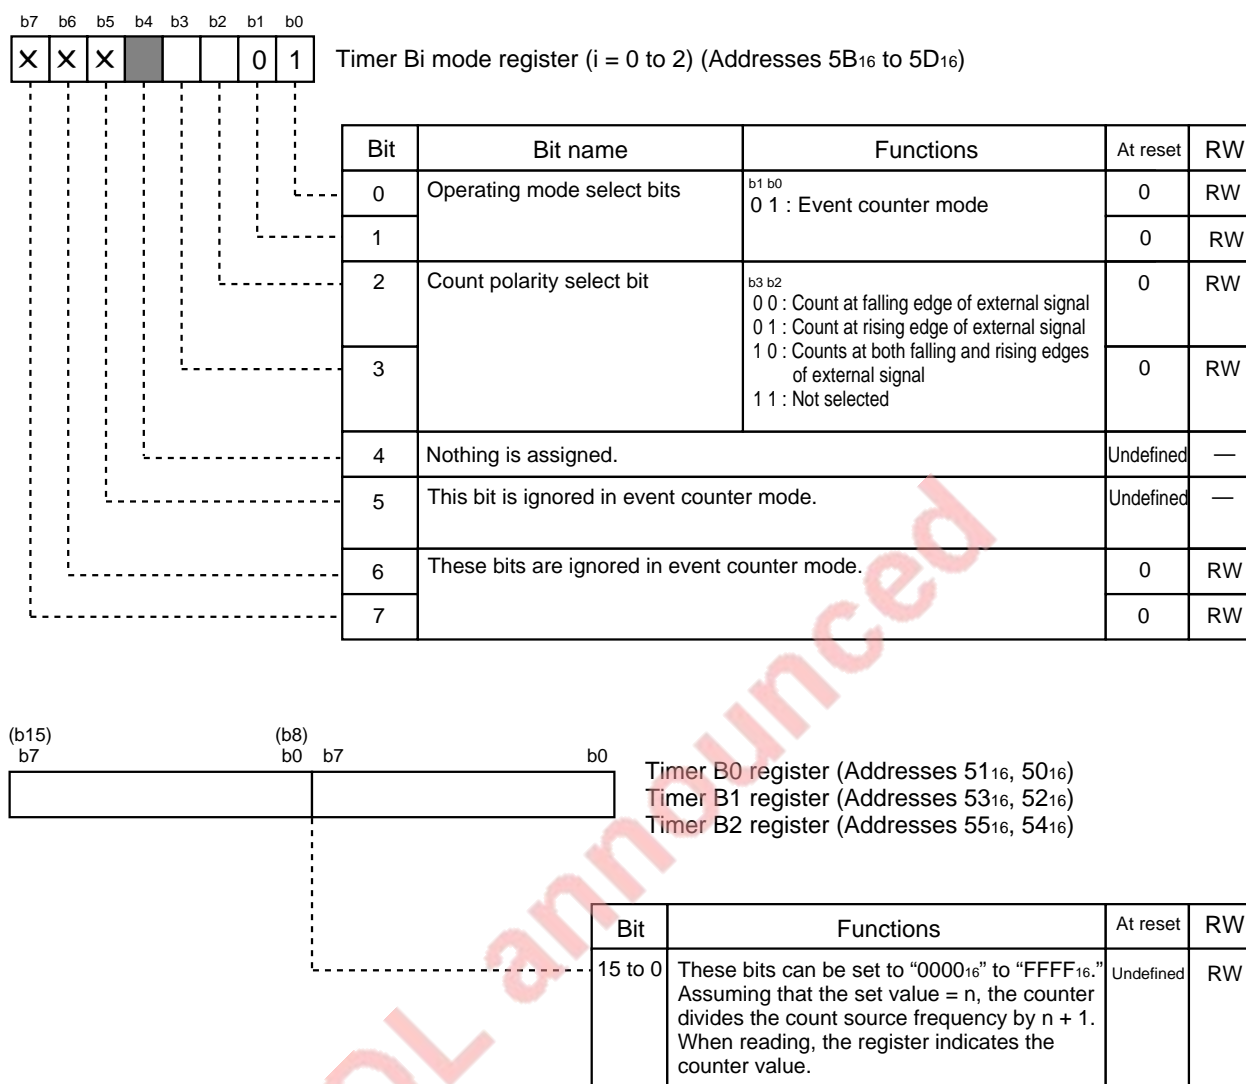 b7 b6 b5 b4 b3 b2 b1 b0
X X X 0 1 Timer Bi mode register (i = 0 to 2) (Addresses 5B16 to 5D16)
Bit Bit name Functions At reset RW
0 Operating mode select bits b1 b0 0 RW
0 1 : Event counter mode
1 0 RW
2 Count polarity select bit b3 b2 0 RW
0 0 : Count at falling edge of external signal
0 1 : Count at rising edge of external signal
1 0 : Counts at both falling and rising edges
3 of external signal 0 RW
1 1 : Not selected
4 Nothing is assigned. Undefined —
5 This bit is ignored in event counter mode. Undefined —
6 These bits are ignored in event counter mode. 0 RW
7 0 RW
(b15) (b8)
b7 b0 b7 b0
Timer B0 register (Addresses 5116, 5016)
Timer B1 register (Addresses 5316, 5216)
Timer B2 register (Addresses 5516, 5416)
Bit Functions At reset RW
15 to 0 These bits can be set to “000016” to “FFFF16.” Undefined RW
Assuming that the set value = n, the counter
divides the count source frequency by n + 1.
When reading, the register indicates the
counter value.
OL announced